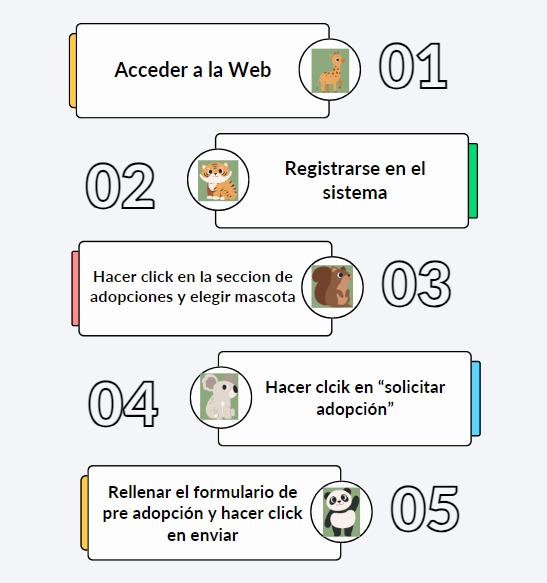 Acceder a la Web
01
02
Registrarse en el
sistema
Hacer click en la seccion de
adopciones y elegir mascota
03
04
Hacer clcik en “solicitar
adopción”
Rellenar el formulario de
pre adopción y hacer click
en enviar
05